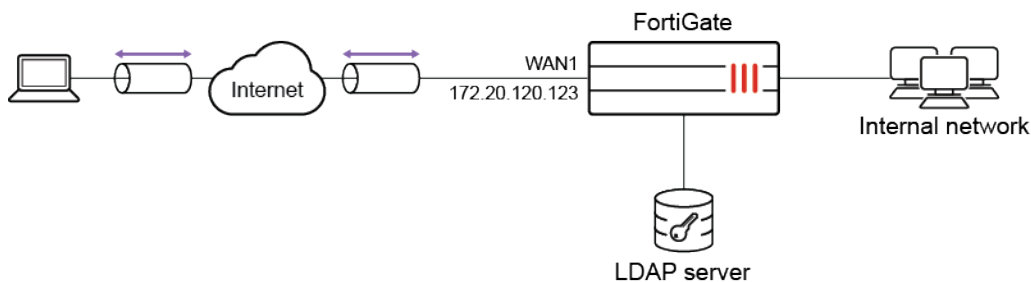 FortiGate
WAN1
Internet
172.20.120.123
Internal network
LDAP server